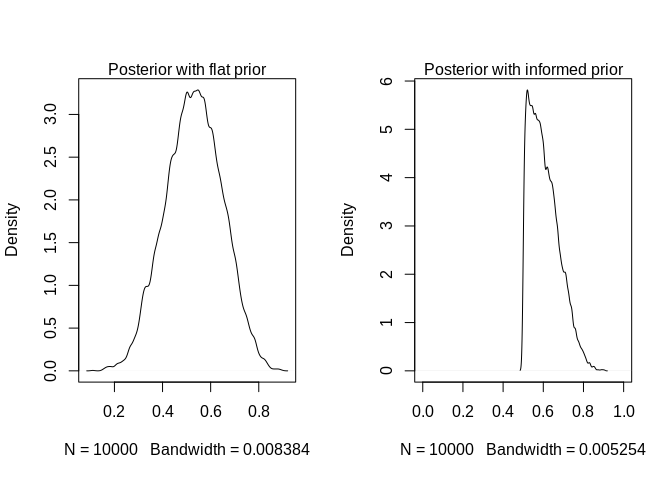 Posterior with flat prior
Density
0.0 0.5 1.0 1.5 2.0 2.5 3.0
0.2 0.4 0.6 0.8
N = 10000 Bandwidth = 0.008384
Posterior with informed prior
Density
0 1 2 3 4 5 6
0.0 0.2 0.4 0.6 0.8 1.0
N = 10000 Bandwidth = 0.005254